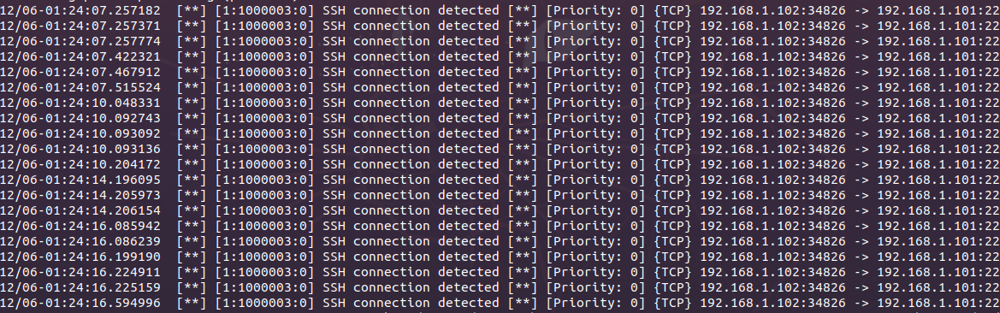 12/06-01:24:07.257182  [**] [1:1000003:0] SSH connection detected [**] [Priority: 0] {TCP} 192.168.1.102:34826 -> 192.168.1.101:22
12/06-01:24:07.257371  [**] [1:1000003:0] SSH connection detected [**] [Priority: 0] {TCP} 192.168.1.102:34826 -> 192.168.1.101:22
12/06-01:24:07.257774  [**] [1:1000003:0] SSH connection detected [**] [Priority: 0] {TCP} 192.168.1.102:34826 -> 192.168.1.101:22
12/06-01:24:07.422321  [**] [1:1000003:0] SSH connection detected [**] [Priority: 0] {TCP} 192.168.1.102:34826 -> 192.168.1.101:22
12/06-01:24:07.467912  [**] [1:1000003:0] SSH connection detected [**] [Priority: 0] {TCP} 192.168.1.102:34826 -> 192.168.1.101:22
12/06-01:24:07.515524  [**] [1:1000003:0] SSH connection detected [**] [Priority: 0] {TCP} 192.168.1.102:34826 -> 192.168.1.101:22
12/06-01:24:10.048331  [**] [1:1000003:0] SSH connection detected [**] [Priority: 0] {TCP} 192.168.1.102:34826 -> 192.168.1.101:22
12/06-01:24:10.092743  [**] [1:1000003:0] SSH connection detected [**] [Priority: 0] {TCP} 192.168.1.102:34826 -> 192.168.1.101:22
12/06-01:24:10.093092  [**] [1:1000003:0] SSH connection detected [**] [Priority: 0] {TCP} 192.168.1.102:34826 -> 192.168.1.101:22
12/06-01:24:10.093136  [**] [1:1000003:0] SSH connection detected [**] [Priority: 0] {TCP} 192.168.1.102:34826 -> 192.168.1.101:22
12/06-01:24:10.204172  [**] [1:1000003:0] SSH connection detected [**] [Priority: 0] {TCP} 192.168.1.102:34826 -> 192.168.1.101:22
12/06-01:24:14.196095  [**] [1:1000003:0] SSH connection detected [**] [Priority: 0] {TCP} 192.168.1.102:34826 -> 192.168.1.101:22
12/06-01:24:14.205973  [**] [1:1000003:0] SSH connection detected [**] [Priority: 0] {TCP} 192.168.1.102:34826 -> 192.168.1.101:22
12/06-01:24:14.206154  [**] [1:1000003:0] SSH connection detected [**] [Priority: 0] {TCP} 192.168.1.102:34826 -> 192.168.1.101:22
12/06-01:24:16.085942  [**] [1:1000003:0] SSH connection detected [**] [Priority: 0] {TCP} 192.168.1.102:34826 -> 192.168.1.101:22
12/06-01:24:16.086239  [**] [1:1000003:0] SSH connection detected [**] [Priority: 0] {TCP} 192.168.1.102:34826 -> 192.168.1.101:22
12/06-01:24:16.199190  [**] [1:1000003:0] SSH connection detected [**] [Priority: 0] {TCP} 192.168.1.102:34826 -> 192.168.1.101:22
12/06-01:24:16.224911  [**] [1:1000003:0] SSH connection detected [**] [Priority: 0] {TCP} 192.168.1.102:34826 -> 192.168.1.101:22
12/06-01:24:16.225159  [**] [1:1000003:0] SSH connection detected [**] [Priority: 0] {TCP} 192.168.1.102:34826 -> 192.168.1.101:22
12/06-01:24:16.594996  [**] [1:1000003:0] SSH connection detected [**] [Priority: 0] {TCP} 192.168.1.102:34826 -> 192.168.1.101:22